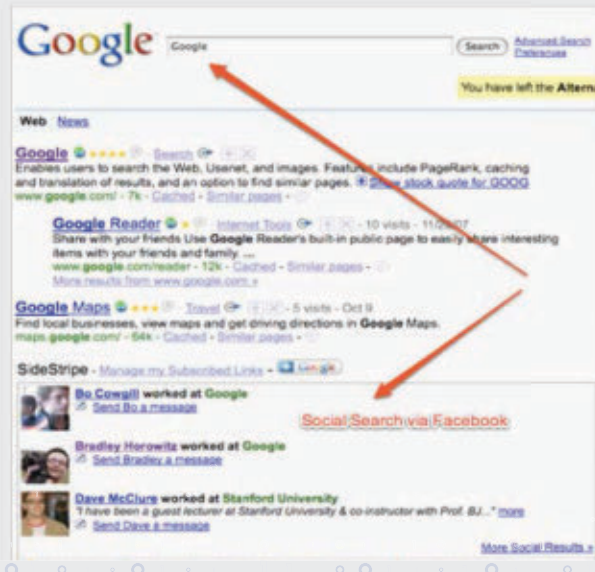 Google Google Search Advanced Search
Preferences
You have left the Alterna
Web News
Google Search
Enables users to search the Web, Usenet, and images. Features include PageRank, caching
and translation of results, and an option to find similar pages. Show stock quote for GOOG
www.google.com/ - 7k - Cached - Similar pages -
Google Reader Internet Tools - 10 visits - 11/28/07
Share with your friends Use Google Reader's built-in public page to easily share interesting
items with your friends and family. ...
www.google.com/reader - 12k - Cached - Similar pages -
More results from www.google.com »
Google Maps Travel - 5 visits - Oct 9
Find local businesses, view maps and get driving directions in Google Maps.
maps.google.com/ - 64k - Cached - Similar pages -
SideStripe - Manage my Subscribed Links - Google
Bo Cowgill worked at Google
Send Bo a message
Social Search via Facebook
Bradley Horowitz worked at Google
Send Bradley a message
Dave McClure worked at Stanford University
"I have been a guest lecturer at Stanford University & co-instructor with Prof. BJ..." more
Send Dave a message
More Social Results »